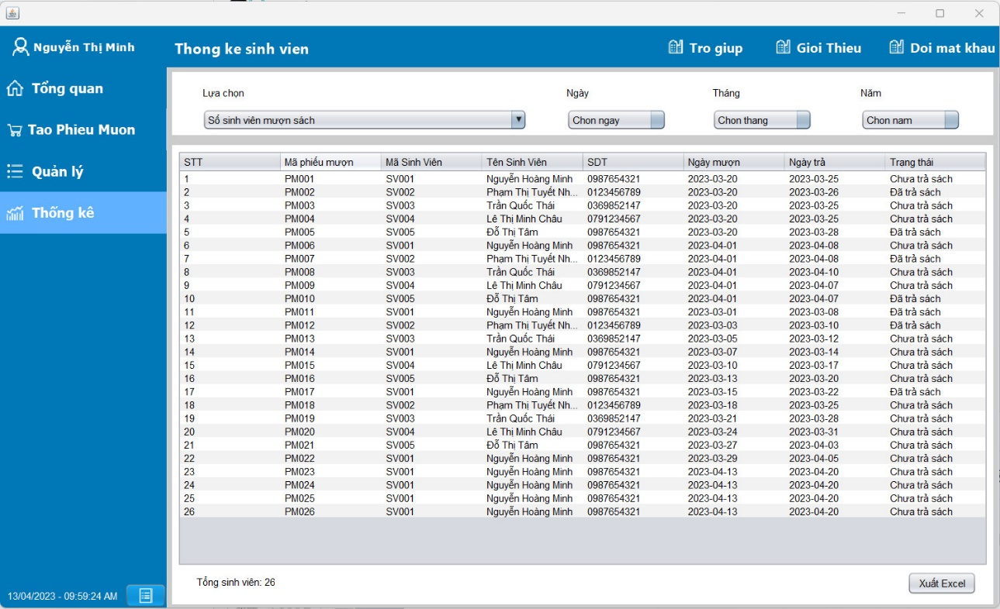 Nguyễn Thị Minh
Thong ke sinh vien
Tro giup
Gioi Thieu
Doi mat khau
Tổng quan
Tao Phieu Muon
Quản lý
Thống kê
Lựa chọn
Ngày
Tháng
Năm
Số sinh viên mượn sách
Chon ngay
Chon thang
Chon nam
STT Mã phiếu mượn Mã Sinh Viên Tên Sinh Viên SDT Ngày mượn Ngày trả Trạng thái
1 PM001 SV001 Nguyễn Hoàng Minh 0987654321 2023-03-20 2023-03-25 Chưa trả sách
2 PM002 SV002 Phạm Thị Tuyết Nh... 0123456789 2023-03-20 2023-03-26 Đã trả sách
3 PM003 SV003 Trần Quốc Thái 0369852147 2023-03-20 2023-03-25 Chưa trả sách
4 PM004 SV004 Lê Thị Minh Châu 0791234567 2023-03-20 2023-03-25 Chưa trả sách
5 PM005 SV005 Đỗ Thị Tâm 0987654321 2023-03-20 2023-03-28 Đã trả sách
6 PM006 SV001 Nguyễn Hoàng Minh 0987654321 2023-04-01 2023-04-08 Chưa trả sách
7 PM007 SV002 Phạm Thị Tuyết Nh... 0123456789 2023-04-01 2023-04-08 Đã trả sách
8 PM008 SV003 Trần Quốc Thái 0369852147 2023-04-01 2023-04-10 Chưa trả sách
9 PM009 SV004 Lê Thị Minh Châu 0791234567 2023-04-01 2023-04-07 Chưa trả sách
10 PM010 SV005 Đỗ Thị Tâm 0987654321 2023-04-01 2023-04-07 Đã trả sách
11 PM011 SV001 Nguyễn Hoàng Minh 0987654321 2023-03-01 2023-03-08 Đã trả sách
12 PM012 SV002 Phạm Thị Tuyết Nh... 0123456789 2023-03-03 2023-03-10 Đã trả sách
13 PM013 SV003 Trần Quốc Thái 0369852147 2023-03-05 2023-03-12 Chưa trả sách
14 PM014 SV001 Nguyễn Hoàng Minh 0987654321 2023-03-07 2023-03-14 Chưa trả sách
15 PM015 SV004 Lê Thị Minh Châu 0791234567 2023-03-10 2023-03-17 Chưa trả sách
16 PM016 SV005 Đỗ Thị Tâm 0987654321 2023-03-13 2023-03-20 Chưa trả sách
17 PM017 SV001 Nguyễn Hoàng Minh 0987654321 2023-03-15 2023-03-22 Đã trả sách
18 PM018 SV002 Phạm Thị Tuyết Nh... 0123456789 2023-03-18 2023-03-25 Chưa trả sách
19 PM019 SV003 Trần Quốc Thái 0369852147 2023-03-21 2023-03-28 Chưa trả sách
20 PM020 SV004 Lê Thị Minh Châu 0791234567 2023-03-24 2023-03-31 Chưa trả sách
21 PM021 SV005 Đỗ Thị Tâm 0987654321 2023-03-27 2023-04-03 Chưa trả sách
22 PM022 SV001 Nguyễn Hoàng Minh 0987654321 2023-03-29 2023-04-05 Chưa trả sách
23 PM023 SV001 Nguyễn Hoàng Minh 0987654321 2023-04-13 2023-04-20 Chưa trả sách
24 PM024 SV001 Nguyễn Hoàng Minh 0987654321 2023-04-13 2023-04-20 Chưa trả sách
25 PM025 SV001 Nguyễn Hoàng Minh 0987654321 2023-04-13 2023-04-20 Chưa trả sách
26 PM026 SV001 Nguyễn Hoàng Minh 0987654321 2023-04-13 2023-04-20 Chưa trả sách
Tổng sinh viên: 26
Xuất Excel
13/04/2023 - 09:59:24 AM